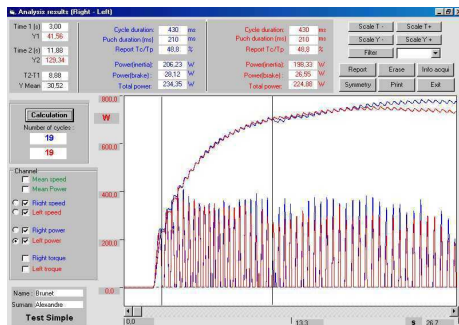 Analysis results (Right - Left)
Time 1 (s) 3,00
Y1 41,56
Time 2 (s) 11,88
Y2 129,34
T2-T1 8,88
Y Mean 30,52
Cycle duration: 430 ms
Puch duration (ms) 210 ms
Report Tc/Tp 48,8 %
Power(inertia): 206,23 W
Power(brake) : 28,12 W
Total power: 234,35 W
Cycle duration: 430 ms
Puch duration (ms) 210 ms
Report Tc/Tp 48,8 %
Power(inertia): 198,33 W
Power(brake) : 26,55 W
Total power: 224,88 W
Scale T - Scale T+
Scale Y - Scale Y+
Filter
Report Erase Info acqui
Symmetry Print Exit
Calculation
Number of cycles :
19
19
Channel
Mean speed
Mean Power
Right speed
Left speed
Right power
Left power
Right torque
Left troque
Name : Brunet
Surnam Alexandre
Test Simple
800,0
W
600,0
400,0
200,0
0,0
0,0 13,3 s 26,7